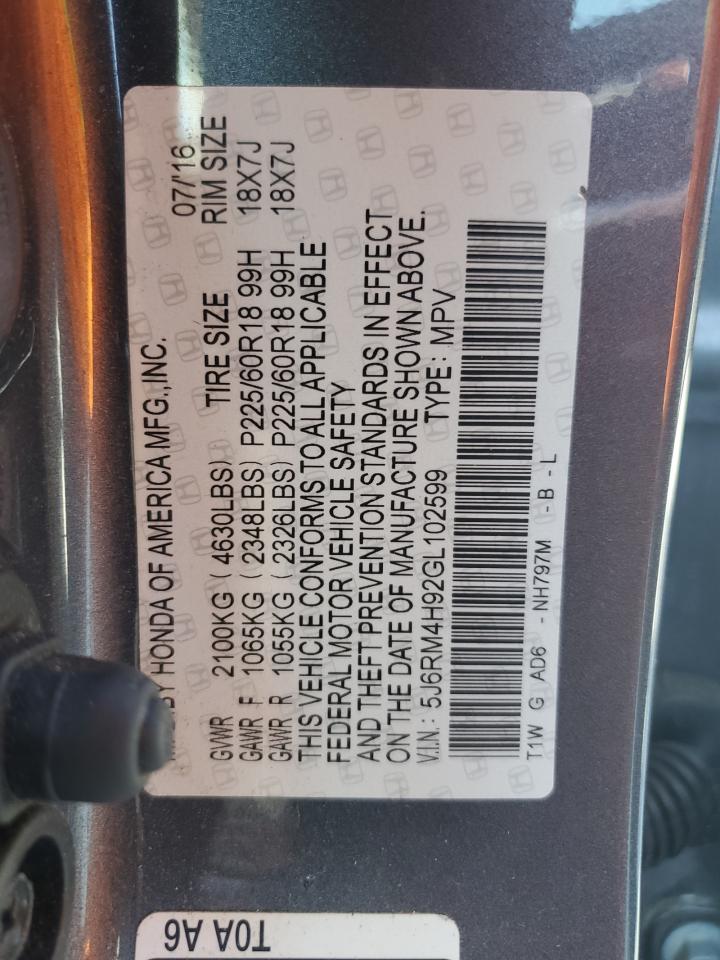 BY HONDA OF AMERICA MFG.,INC. 07/'16
GVWR 2100KG ( 4630LBS) TIRE SIZE RIM SIZE
GAWR F 1065KG ( 2348LBS) P225/60R18 99H 18X7J
GAWR R 1055KG ( 2326LBS) P225/60R18 99H 18X7J
THIS VEHICLE CONFORMS TO ALL APPLICABLE
FEDERAL MOTOR VEHICLE SAFETY
AND THEFT PREVENTION STANDARDS IN EFFECT
ON THE DATE OF MANUFACTURE SHOWN ABOVE.
V.I.N.: 5J6RM4H92GL102599 TYPE: MPV
T1W G AD6 - NH797M - B - L
T0A A6